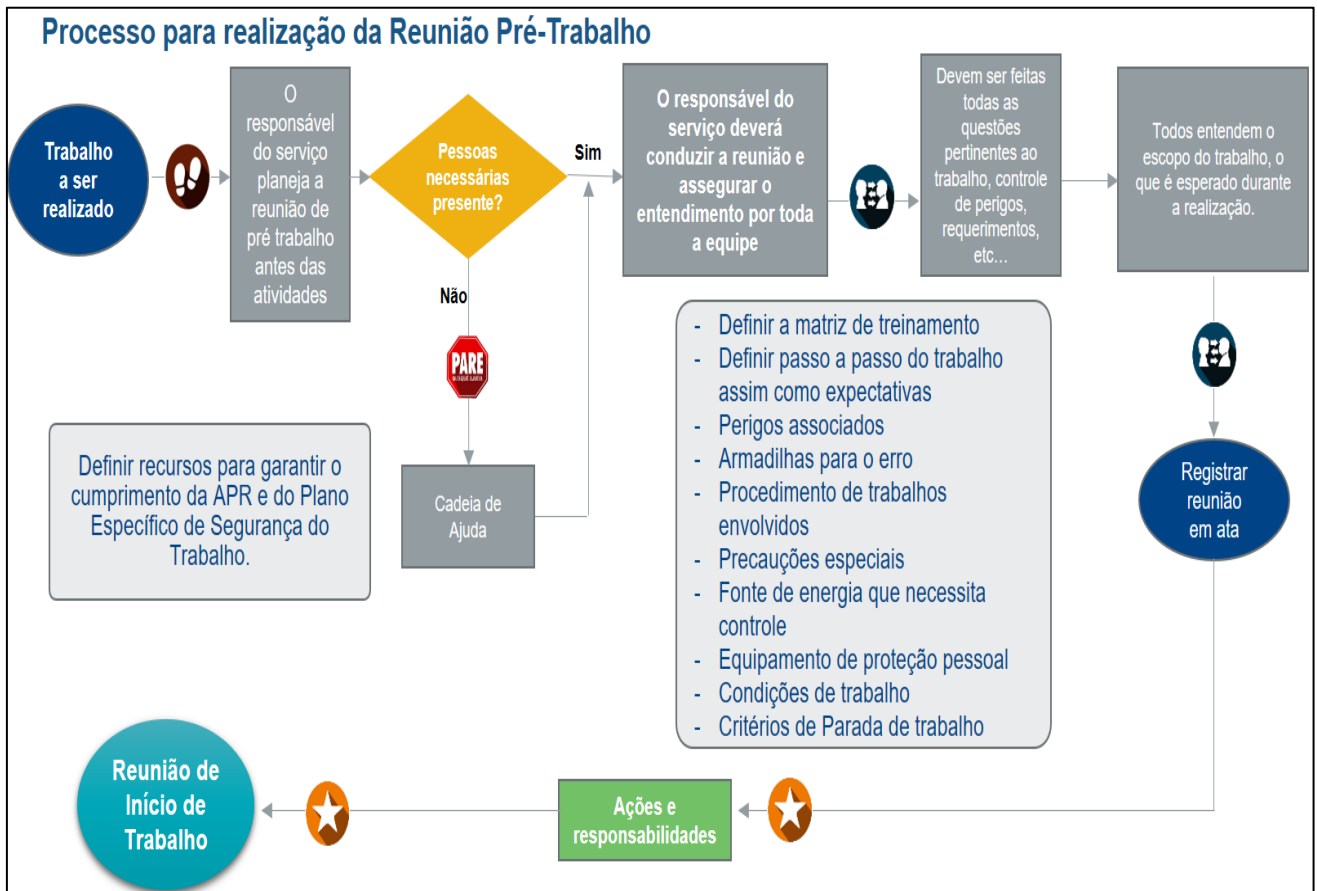 Processo para realização da Reunião Pré-Trabalho
Trabalho
a ser
realizado
O
responsável
do serviço
planeja a
reunião de
pré trabalho
antes das
atividades
Pessoas
necessárias
presente?
Sim
Não
PARE
Cadeia de
Ajuda
O responsável do
serviço deverá
conduzir a reunião e
assegurar o
entendimento por toda
a equipe
Devem ser feitas
todas as
questões
pertinentes ao
trabalho, controle
de perigos,
requerimentos,
etc…
Todos entendem o
escopo do trabalho, o
que é esperado durante
a realização.
Definir recursos para garantir o
cumprimento da APR e do Plano
Específico de Segurança do
Trabalho.
- Definir a matriz de treinamento
- Definir passo a passo do trabalho
assim como expectativas
- Perigos associados
- Armadilhas para o erro
- Procedimento de trabalhos
envolvidos
- Precauções especiais
- Fonte de energia que necessita
controle
- Equipamento de proteção pessoal
- Condições de trabalho
- Critérios de Parada de trabalho
Registrar
reunião
em ata
Ações e
responsabilidades
Reunião de
Início de
Trabalho